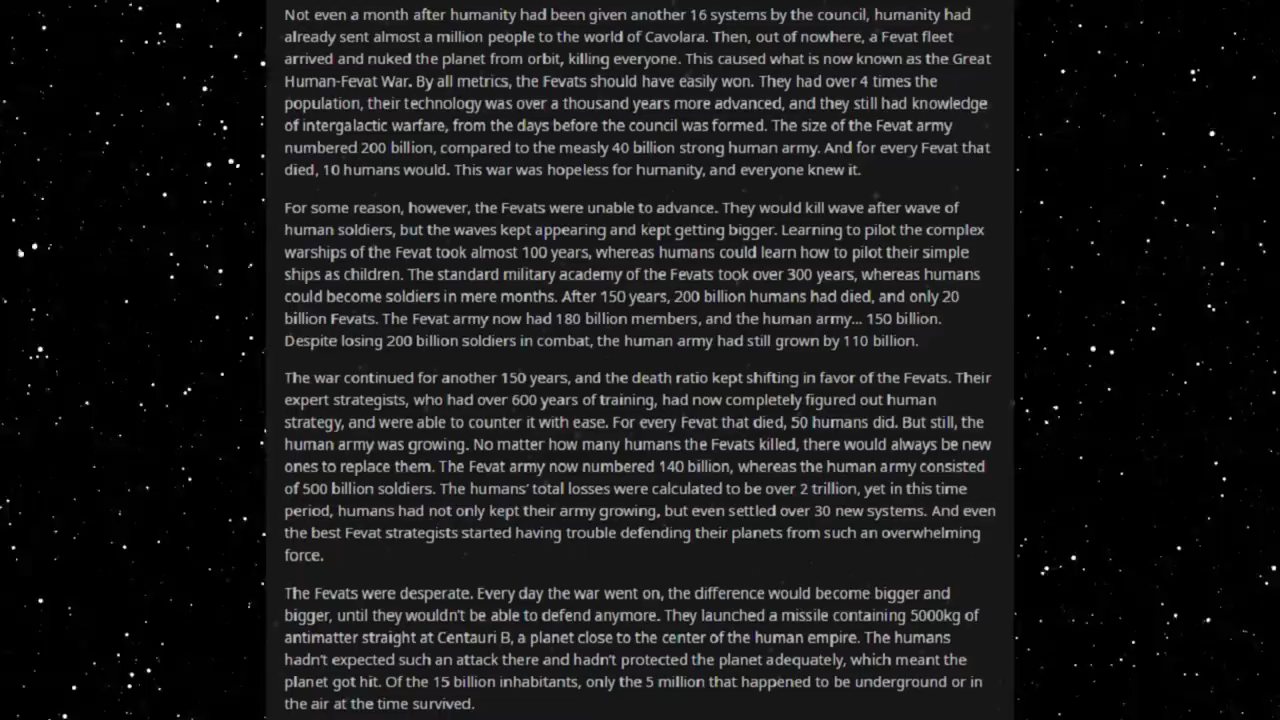 Not even a month after humanity had been given another 16 systems by the council, humanity had
already sent almost a million people to the world of Cavolara. Then, out of nowhere, a Fevat fleet
arrived and nuked the planet from orbit, killing everyone. This caused what is now known as the Great
Human-Fevat War. By all metrics, the Fevats should have easily won. They had over 4 times the
population, their technology was over a thousand years more advanced, and they still had knowledge
of intergalactic warfare, from the days before the council was formed. The size of the Fevat army
numbered 200 billion, compared to the measly 40 billion strong human army. And for every Fevat that
died, 10 humans would. This war was hopeless for humanity, and everyone knew it.
For some reason, however, the Fevats were unable to advance. They would kill wave after wave of
human soldiers, but the waves kept appearing and kept getting bigger. Learning to pilot the complex
warships of the Fevat took almost 100 years, whereas humans could learn how to pilot their simple
ships as children. The standard military academy of the Fevats took over 300 years, whereas humans
could become soldiers in mere months. After 150 years, 200 billion humans had died, and only 20
billion Fevats. The Fevat army now had 180 billion members, and the human army... 150 billion.
Despite losing 200 billion soldiers in combat, the human army had still grown by 110 billion.
The war continued for another 150 years, and the death ratio kept shifting in favor of the Fevats. Their
expert strategists, who had over 600 years of training, had now completely figured out human
strategy, and were able to counter it with ease. For every Fevat that died, 50 humans did. But still, the
human army was growing. No matter how many humans the Fevats killed, there would always be new
ones to replace them. The Fevat army now numbered 140 billion, whereas the human army consisted
of 500 billion soldiers. The humans' total losses were calculated to be over 2 trillion, yet in this time
period, humans had not only kept their army growing, but even settled over 30 new systems. And even
the best Fevat strategists started having trouble defending their planets from such an overwhelming
force.
The Fevats were desperate. Every day the war went on, the difference would become bigger and
bigger, until they wouldn't be able to defend anymore. They launched a missile containing 5000kg of
antimatter straight at Centauri B, a planet close to the center of the human empire. The humans
hadn't expected such an attack there and hadn't protected the planet adequately, which meant the
planet got hit. Of the 15 billion inhabitants, only the 5 million that happened to be underground or in
the air at the time survived.